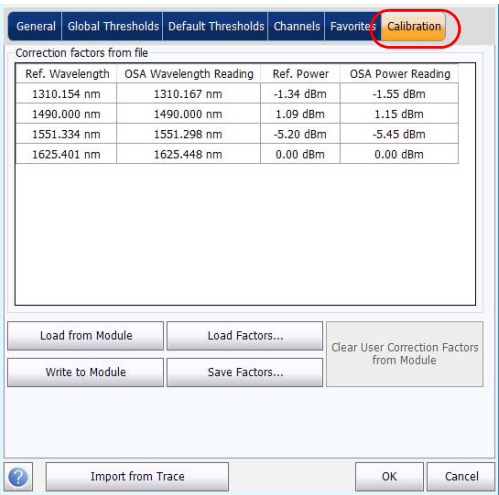 General Global Thresholds Default Thresholds Channels Favorites Calibration
Correction factors from file
Ref. Wavelength OSA Wavelength Reading Ref. Power OSA Power Reading
1310.154 nm 1310.167 nm -1.34 dBm -1.55 dBm
1490.000 nm 1490.000 nm 1.09 dBm 1.15 dBm
1551.334 nm 1551.298 nm -5.20 dBm -5.45 dBm
1625.401 nm 1625.448 nm 0.00 dBm 0.00 dBm
Load from Module Load Factors...
Clear User Correction Factors
from Module
Write to Module Save Factors...
? Import from Trace OK Cancel